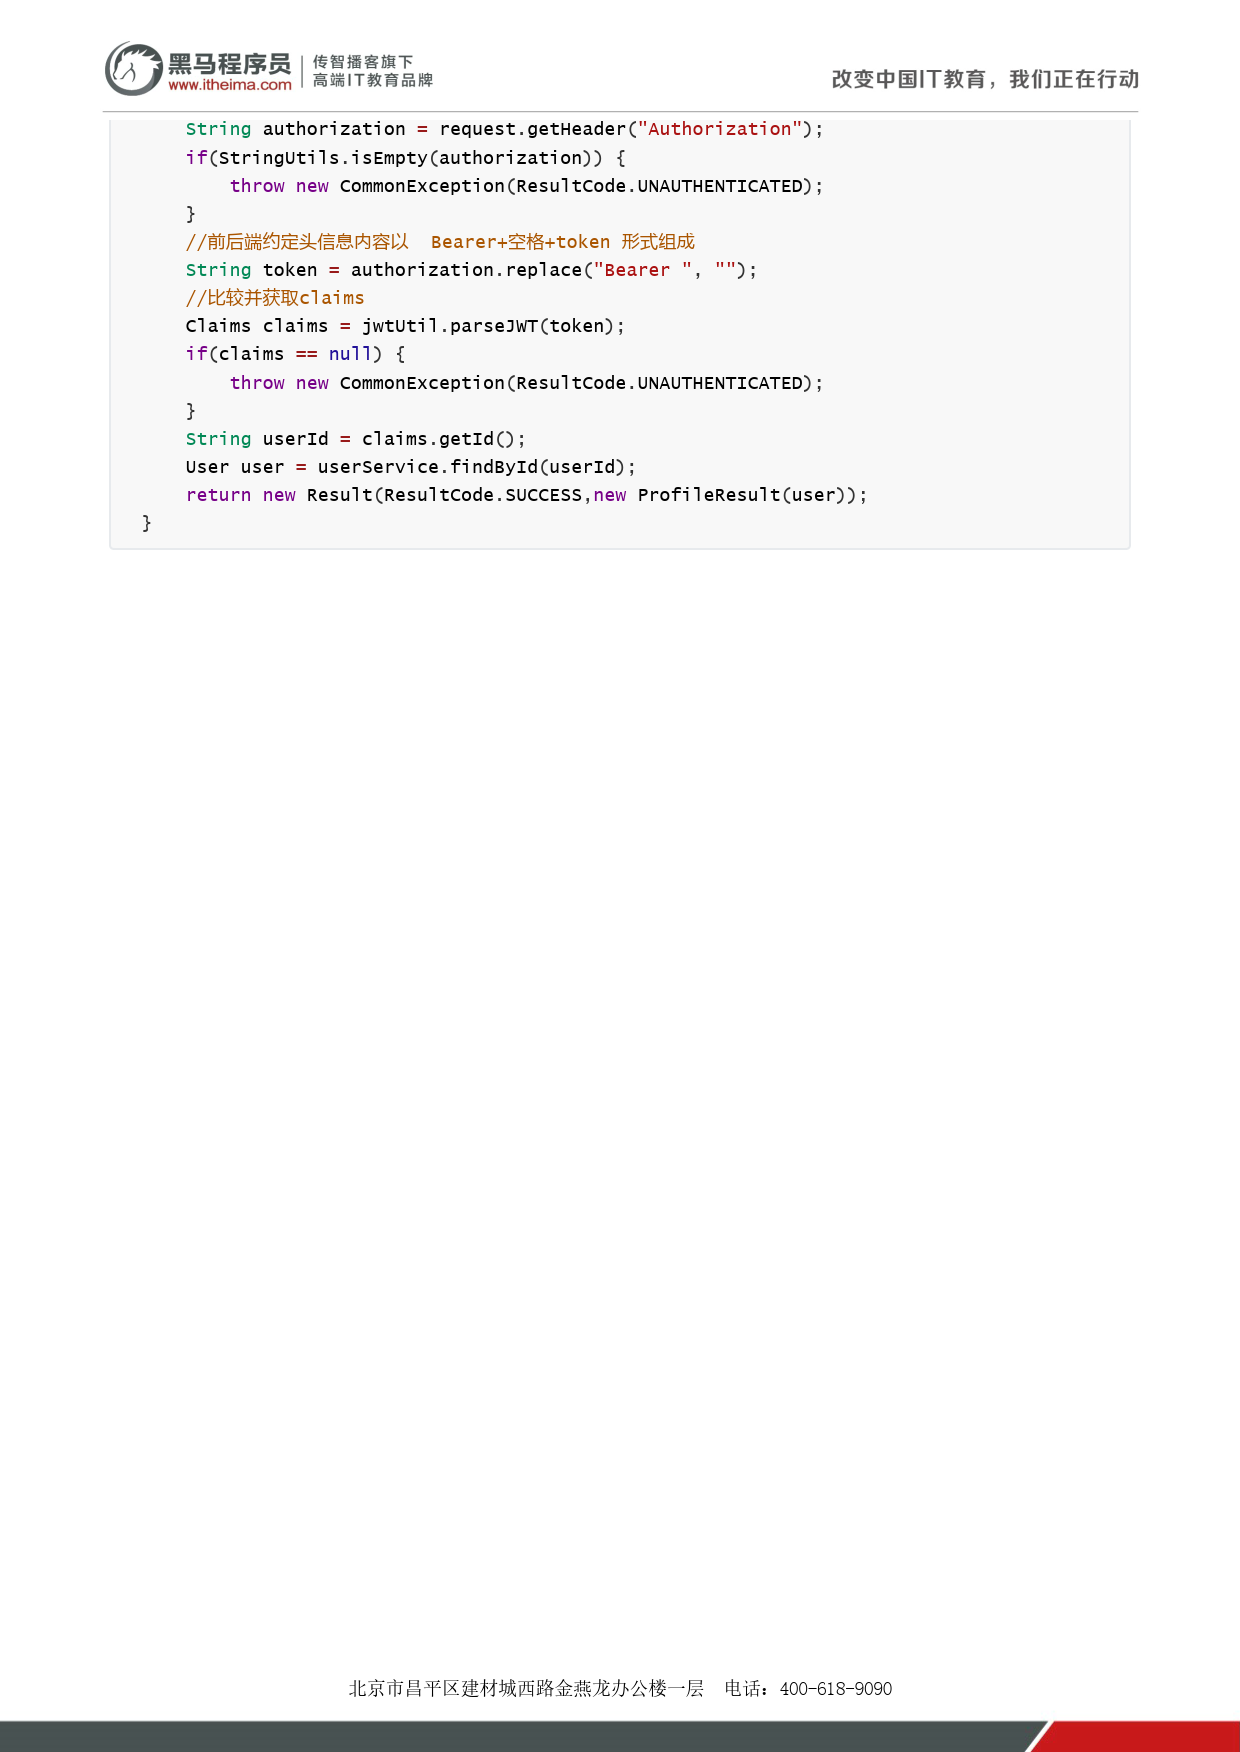 黑马程序员
www.itheima.com
传智播客旗下
高端IT教育品牌
改变中国IT教育，我们正在行动
String authorization = request.getHeader("Authorization");
if(StringUtils.isEmpty(authorization)) {
throw new CommonException(ResultCode.UNAUTHENTICATED);
}
//前后端约定头信息内容以  Bearer+空格+token 形式组成
String token = authorization.replace("Bearer ", "");
//比较并获取claims
Claims claims = jwtUtil.parseJWT(token);
if(claims == null) {
throw new CommonException(ResultCode.UNAUTHENTICATED);
}
String userId = claims.getId();
User user = userService.findById(userId);
return new Result(ResultCode.SUCCESS,new ProfileResult(user));
}
北京市昌平区建材城西路金燕龙办公楼一层  电话：400-618-9090